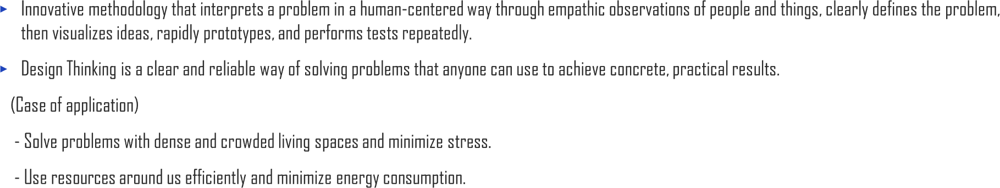 ▸ Innovative methodology that interprets a problem in a human-centered way through empathic observations of people and things, clearly defines the problem,
then visualizes ideas, rapidly prototypes, and performs tests repeatedly.
▸ Design Thinking is a clear and reliable way of solving problems that anyone can use to achieve concrete, practical results.
(Case of application)
- Solve problems with dense and crowded living spaces and minimize stress.
- Use resources around us efficiently and minimize energy consumption.